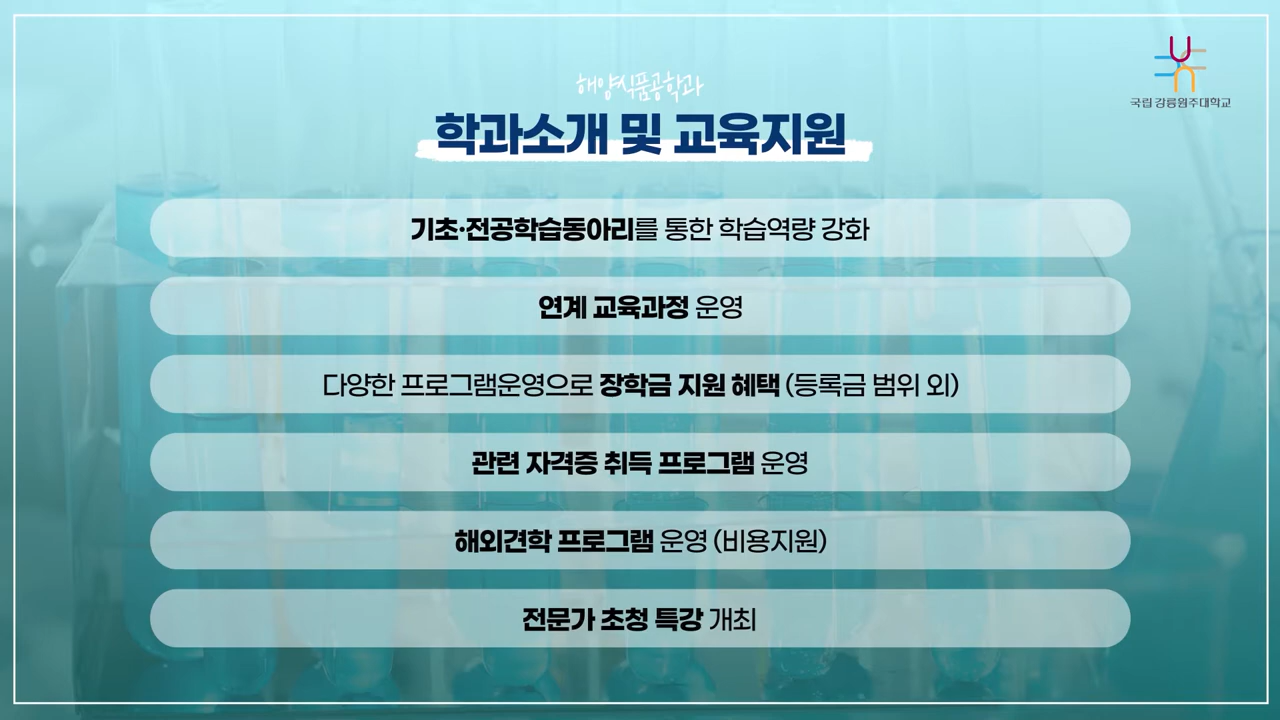 해양식품공학과
국립강릉원주대학교
학과소개 및 교육지원
기초·전공학습동아리를 통한 학습역량 강화
연계 교육과정 운영
다양한 프로그램운영으로 장학금 지원 혜택 (등록금 범위 외)
관련 자격증 취득 프로그램 운영
해외견학 프로그램 운영 (비용지원)
전문가 초청 특강 개최